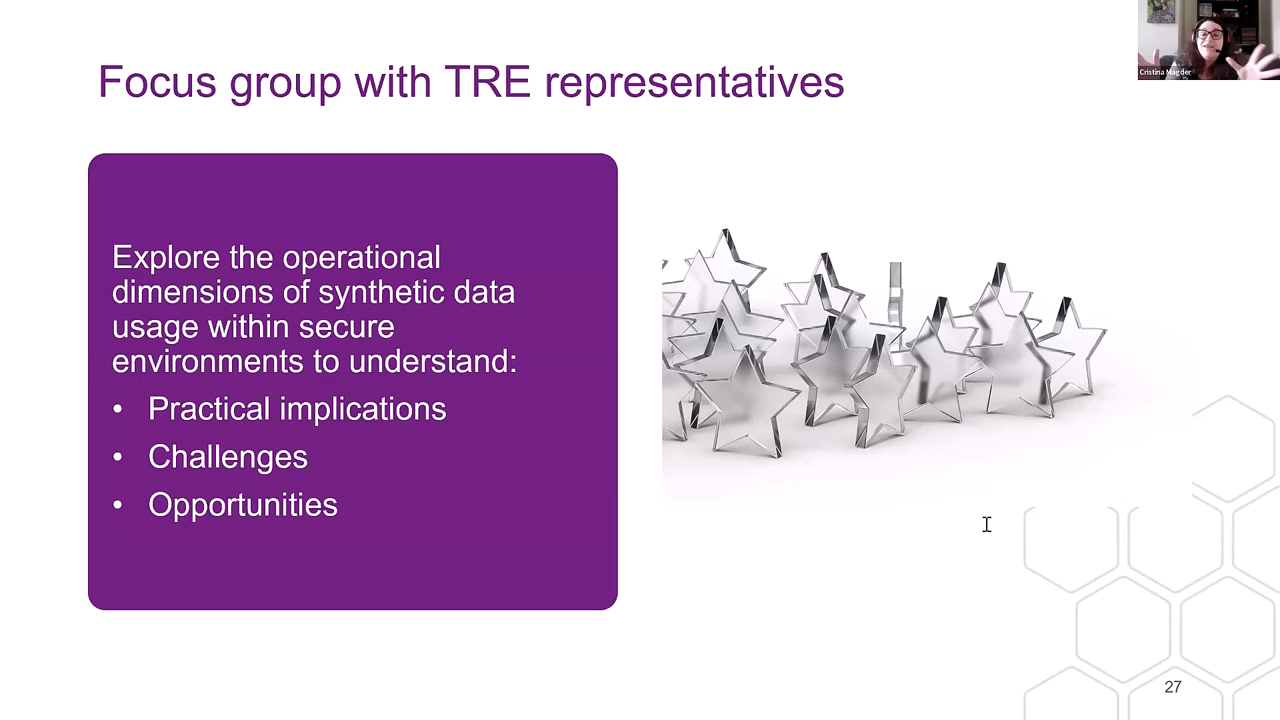 Focus group with TRE representatives
Cristina Magder
Explore the operational
dimensions of synthetic data
usage within secure
environments to understand:
• Practical implications
• Challenges
• Opportunities
27